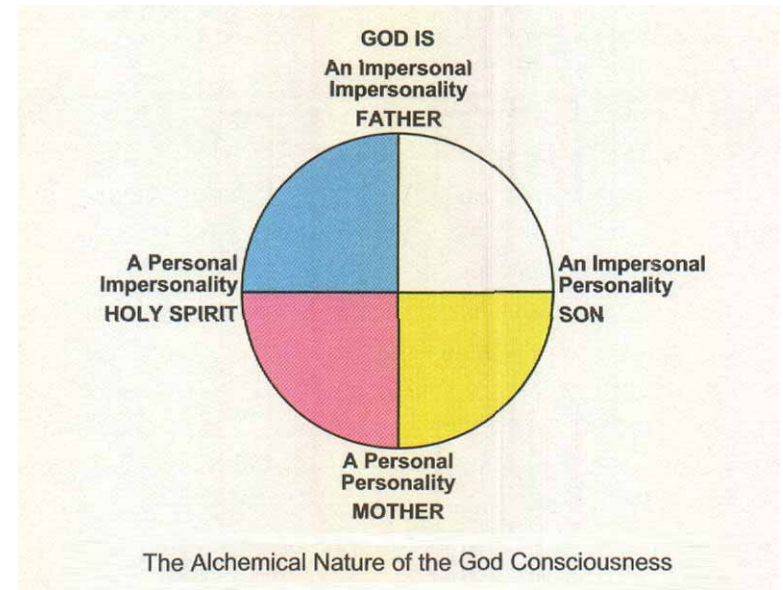 GOD IS
An Impersonal
Impersonality
FATHER
A Personal
Impersonality
HOLY SPIRIT
An Impersonal
Personality
SON
A Personal
Personality
MOTHER
The Alchemical Nature of the God Consciousness